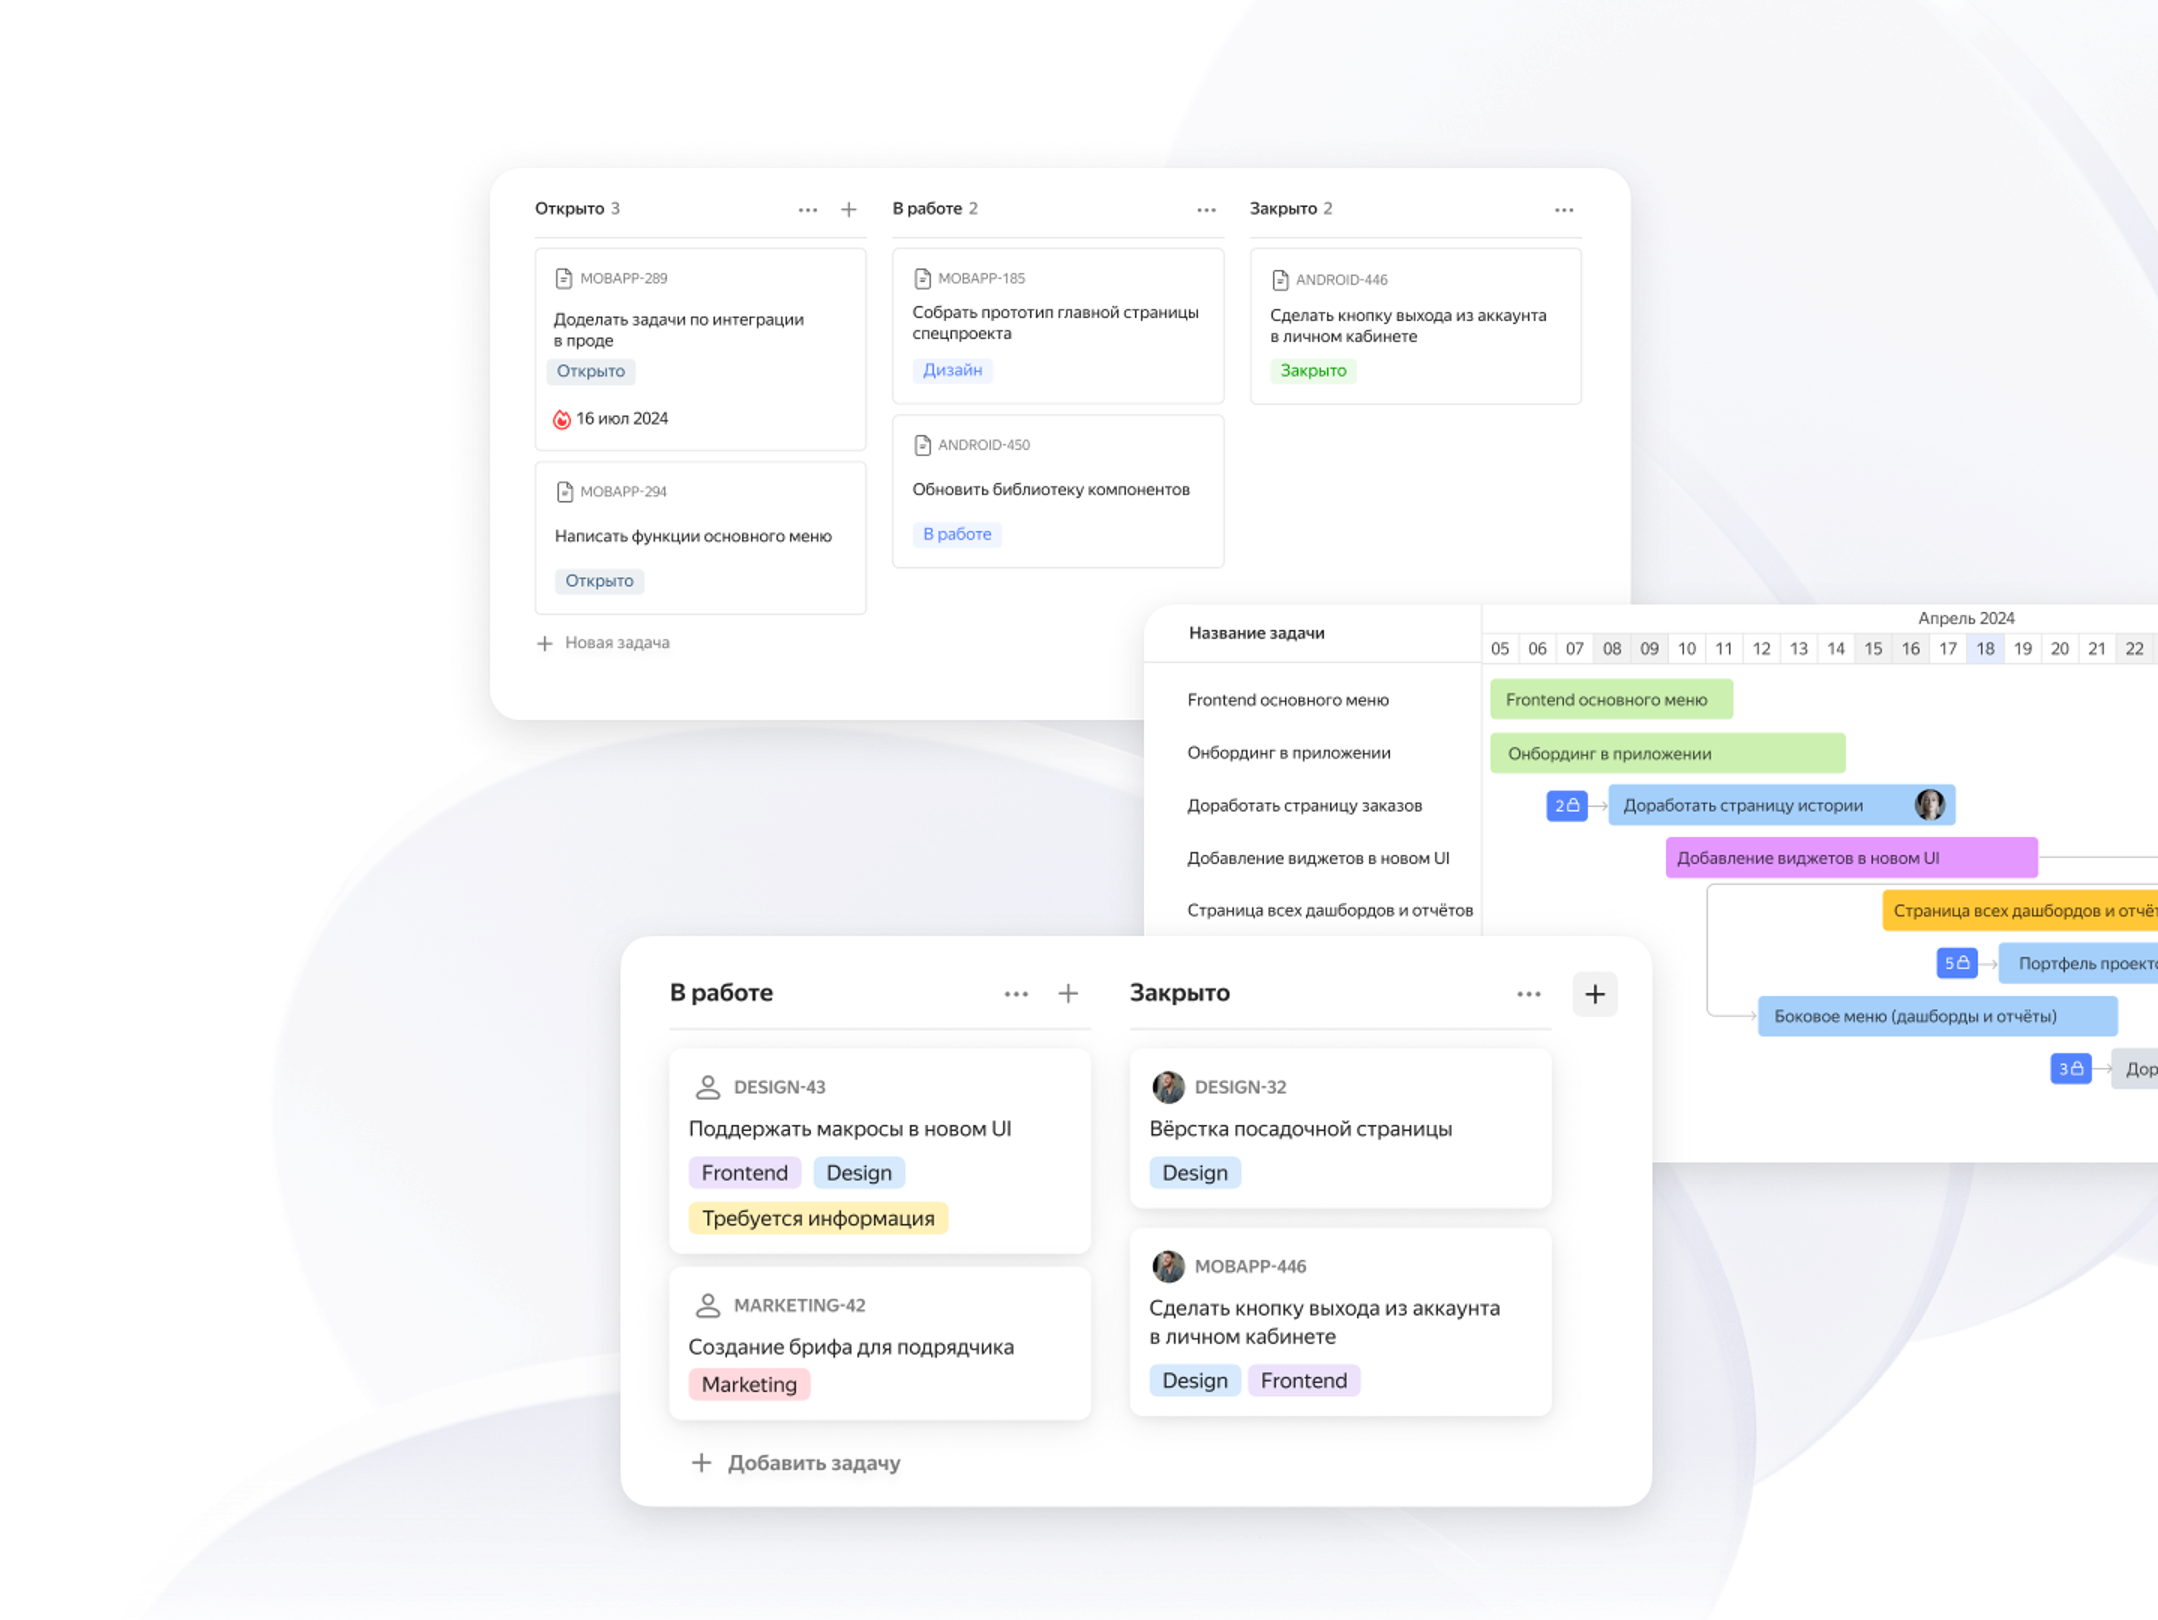 Открыто 3
MOBAPP-289
Доделать задачи по интеграции
в проде
Открыто
16 июл 2024
MOBAPP-294
Написать функции основного меню
Открыто
Новая задача
В работе 2
MOBAPP-185
Собрать прототип главной страницы
спецпроекта
Дизайн
ANDROID-450
Обновить библиотеку компонентов
В работе
Закрыто 2
ANDROID-446
Сделать кнопку выхода из аккаунта
в личном кабинете
Закрыто
Название задачи
Апрель 2024
05 06 07 08 09 10 11 12 13 14 15 16 17 18 19 20 21 22
Frontend основного меню
Frontend основного меню
Онбординг в приложении
Онбординг в приложении
Доработать страницу заказов
2
Доработать страницу истории
Добавление виджетов в новом UI
Добавление виджетов в новом UI
Страница всех дашбордов и отчётов
Страница всех дашбордов и отчёт
5
Портфель проекто
Боковое меню (дашборды и отчёты)
3
Дор
В работе
DESIGN-43
Поддержать макросы в новом UI
Frontend Design
Требуется информация
MARKETING-42
Создание брифа для подрядчика
Marketing
Добавить задачу
Закрыто
DESIGN-32
Вёрстка посадочной страницы
Design
MOBAPP-446
Сделать кнопку выхода из аккаунта
в личном кабинете
Design Frontend